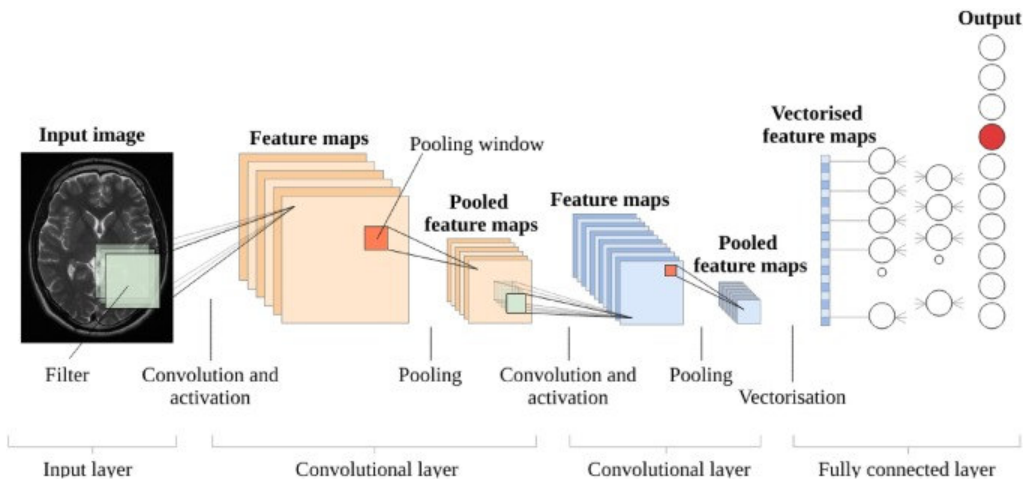 Output
Vectorised
feature maps
Input image
Feature maps
Pooling window
Pooled
feature maps
Feature maps
Pooled
feature maps
Filter
Convolution and
activation
Pooling
Convolution and
activation
Pooling
Vectorisation
Input layer
Convolutional layer
Convolutional layer
Fully connected layer